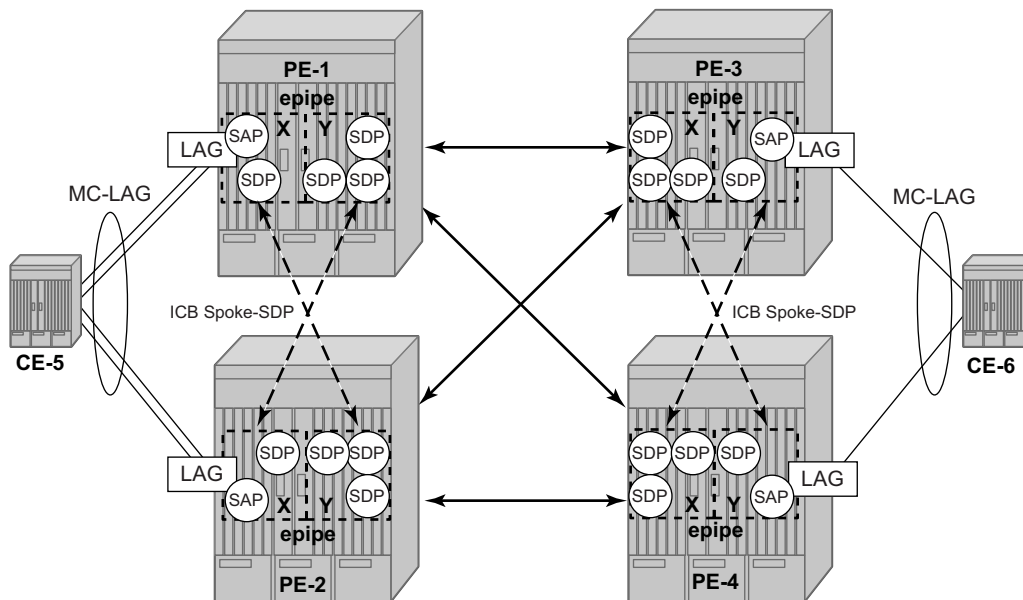 PE-1
epipe
X Y
SAP
SDP
SDP
SDP
SDP
LAG
MC-LAG
PE-3
epipe
X Y
SDP
SAP
SDP
SDP
SDP
LAG
MC-LAG
CE-5
ICB Spoke-SDP
ICB Spoke-SDP
CE-6
LAG
SDP
SDP
SDP
SAP
SDP
X Y
epipe
PE-2
SDP
SDP
SDP
SDP
SAP
X Y
epipe
PE-4
LAG